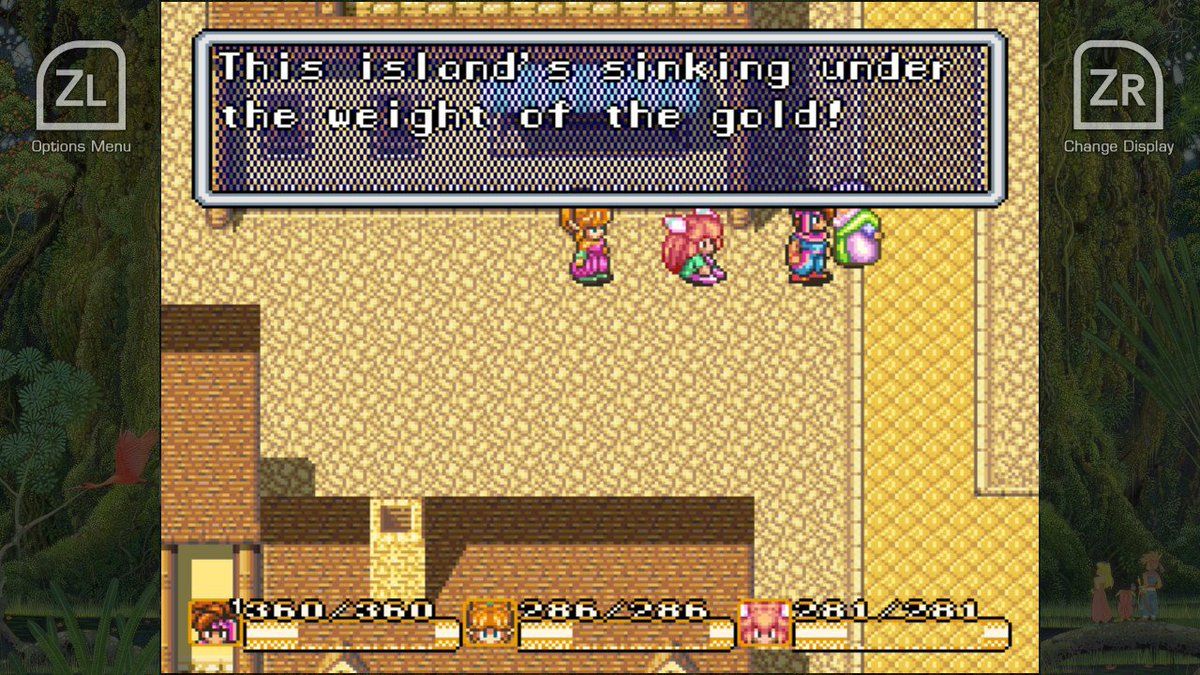 ZL
Options Menu
ZR
Change Display
This island's sinking under
the weight of the gold!
1
360/360
286/286
281/281